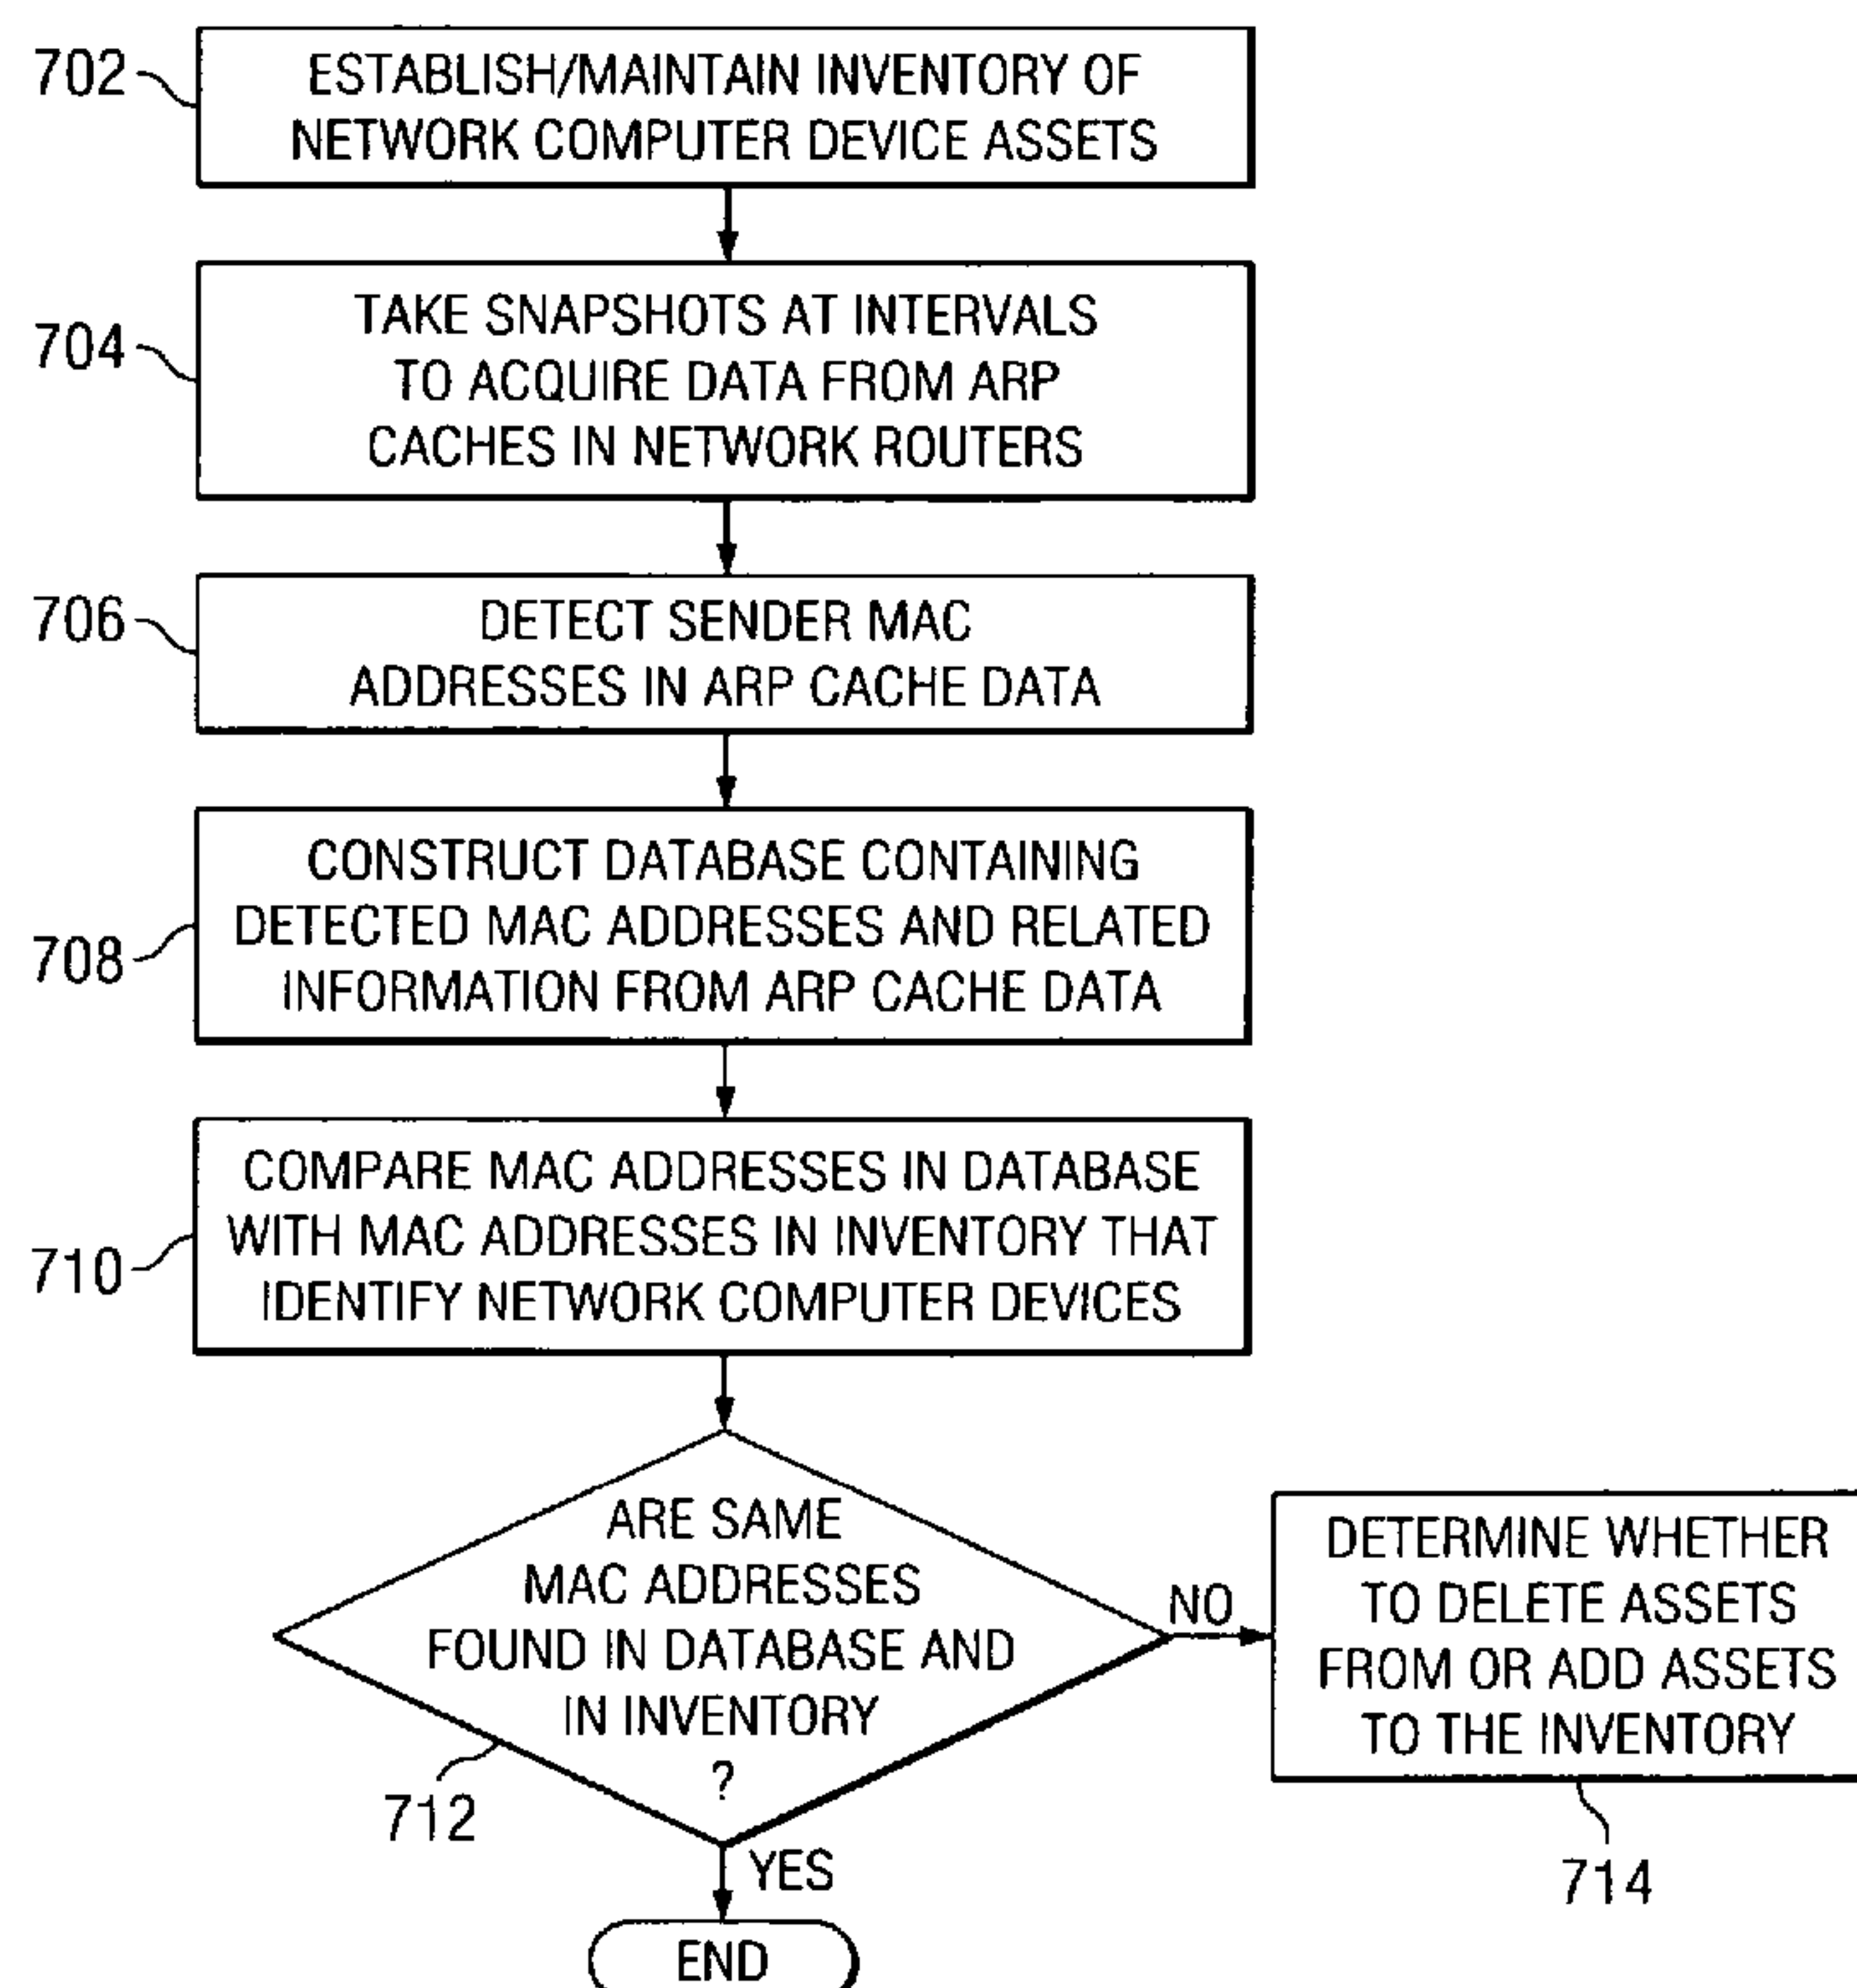 702
ESTABLISH/MAINTAIN INVENTORY OF
NETWORK COMPUTER DEVICE ASSETS
704
TAKE SNAPSHOTS AT INTERVALS
TO ACQUIRE DATA FROM ARP
CACHES IN NETWORK ROUTERS
706
DETECT SENDER MAC
ADDRESSES IN ARP CACHE DATA
708
CONSTRUCT DATABASE CONTAINING
DETECTED MAC ADDRESSES AND RELATED
INFORMATION FROM ARP CACHE DATA
710
COMPARE MAC ADDRESSES IN DATABASE
WITH MAC ADDRESSES IN INVENTORY THAT
IDENTIFY NETWORK COMPUTER DEVICES
ARE SAME
MAC ADDRESSES
FOUND IN DATABASE AND
IN INVENTORY
?
712
NO
DETERMINE WHETHER
TO DELETE ASSETS
FROM OR ADD ASSETS
TO THE INVENTORY
714
YES
END